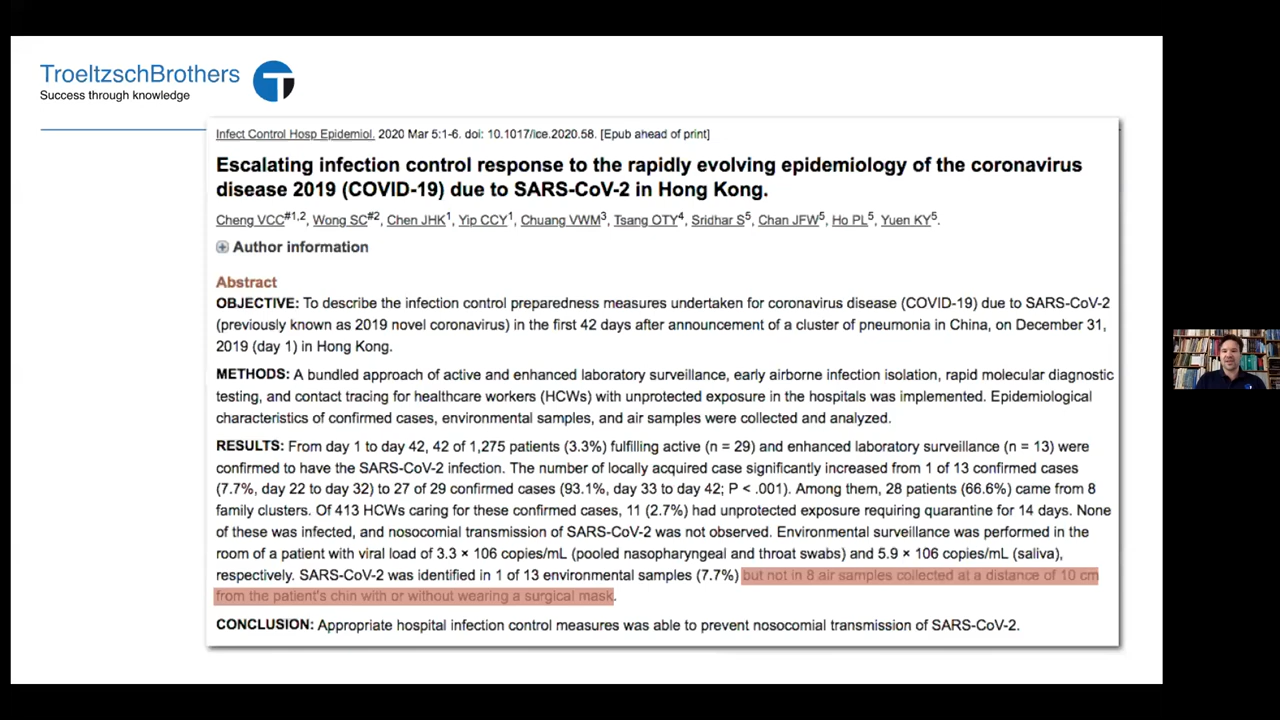 TroeltzschBrothers
Success through knowledge
T
Infect Control Hosp Epidemiol. 2020 Mar 5:1-6. doi: 10.1017/ice.2020.58. [Epub ahead of print]
Escalating infection control response to the rapidly evolving epidemiology of the coronavirus
disease 2019 (COVID-19) due to SARS-CoV-2 in Hong Kong.
Cheng VCC#1,2, Wong SC#2, Chen JHK1, Yip CCY1, Chuang VWM3, Tsang OTY4, Sridhar S5, Chan JFW5, Ho PL5, Yuen KY5.
Author information
Abstract
OBJECTIVE: To describe the infection control preparedness measures undertaken for coronavirus disease (COVID-19) due to SARS-CoV-2
(previously known as 2019 novel coronavirus) in the first 42 days after announcement of a cluster of pneumonia in China, on December 31,
2019 (day 1) in Hong Kong.
METHODS: A bundled approach of active and enhanced laboratory surveillance, early airborne infection isolation, rapid molecular diagnostic
testing, and contact tracing for healthcare workers (HCWs) with unprotected exposure in the hospitals was implemented. Epidemiological
characteristics of confirmed cases, environmental samples, and air samples were collected and analyzed.
RESULTS: From day 1 to day 42, 42 of 1,275 patients (3.3%) fulfilling active (n = 29) and enhanced laboratory surveillance (n = 13) were
confirmed to have the SARS-CoV-2 infection. The number of locally acquired case significantly increased from 1 of 13 confirmed cases
(7.7%, day 22 to day 32) to 27 of 29 confirmed cases (93.1%, day 33 to day 42; P < .001). Among them, 28 patients (66.6%) came from 8
family clusters. Of 413 HCWs caring for these confirmed cases, 11 (2.7%) had unprotected exposure requiring quarantine for 14 days. None
of these was infected, and nosocomial transmission of SARS-CoV-2 was not observed. Environmental surveillance was performed in the
room of a patient with viral load of 3.3 × 106 copies/mL (pooled nasopharyngeal and throat swabs) and 5.9 × 106 copies/mL (saliva),
respectively. SARS-CoV-2 was identified in 1 of 13 environmental samples (7.7%) but not in 8 air samples collected at a distance of 10 cm
from the patient's chin with or without wearing a surgical mask.
CONCLUSION: Appropriate hospital infection control measures was able to prevent nosocomial transmission of SARS-CoV-2.